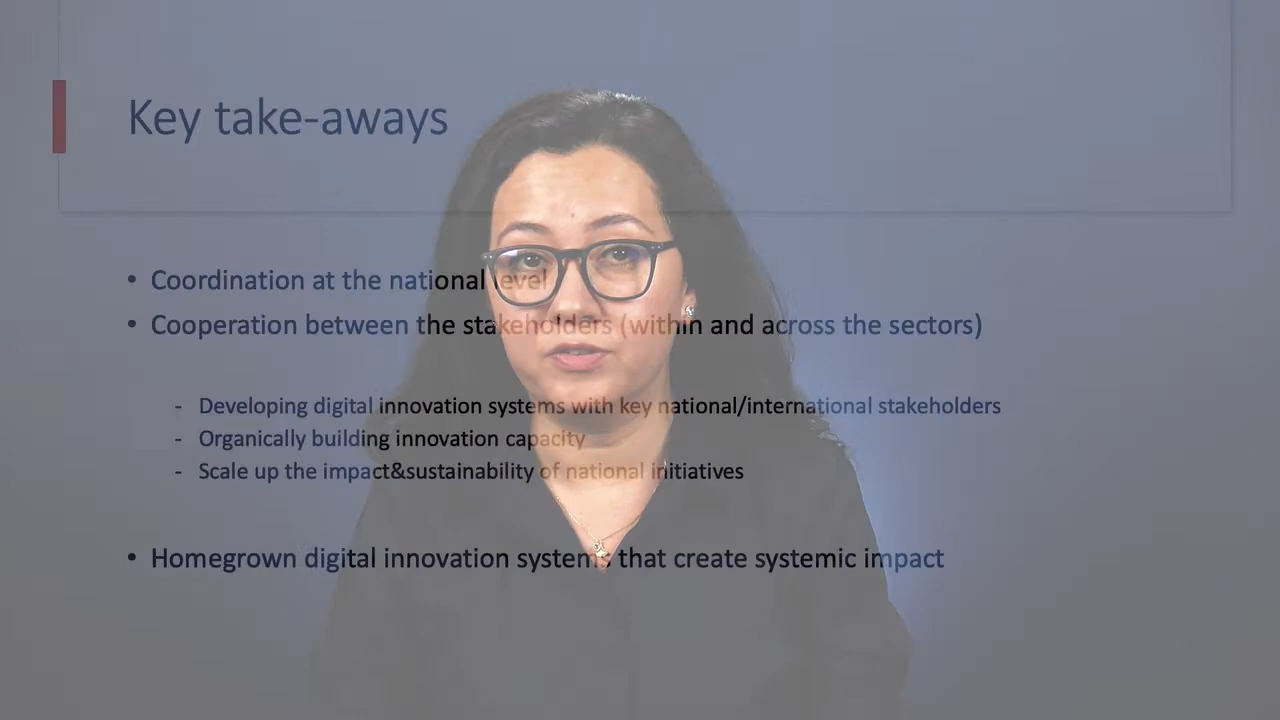 Key take-aways
• Coordination at the national level
• Cooperation between the stakeholders (within and across the sectors)
- Developing digital innovation systems with key national/international stakeholders
- Organically building innovation capacity
- Scale up the impact&sustainability of national initiatives
• Homegrown digital innovation systems that create systemic impact